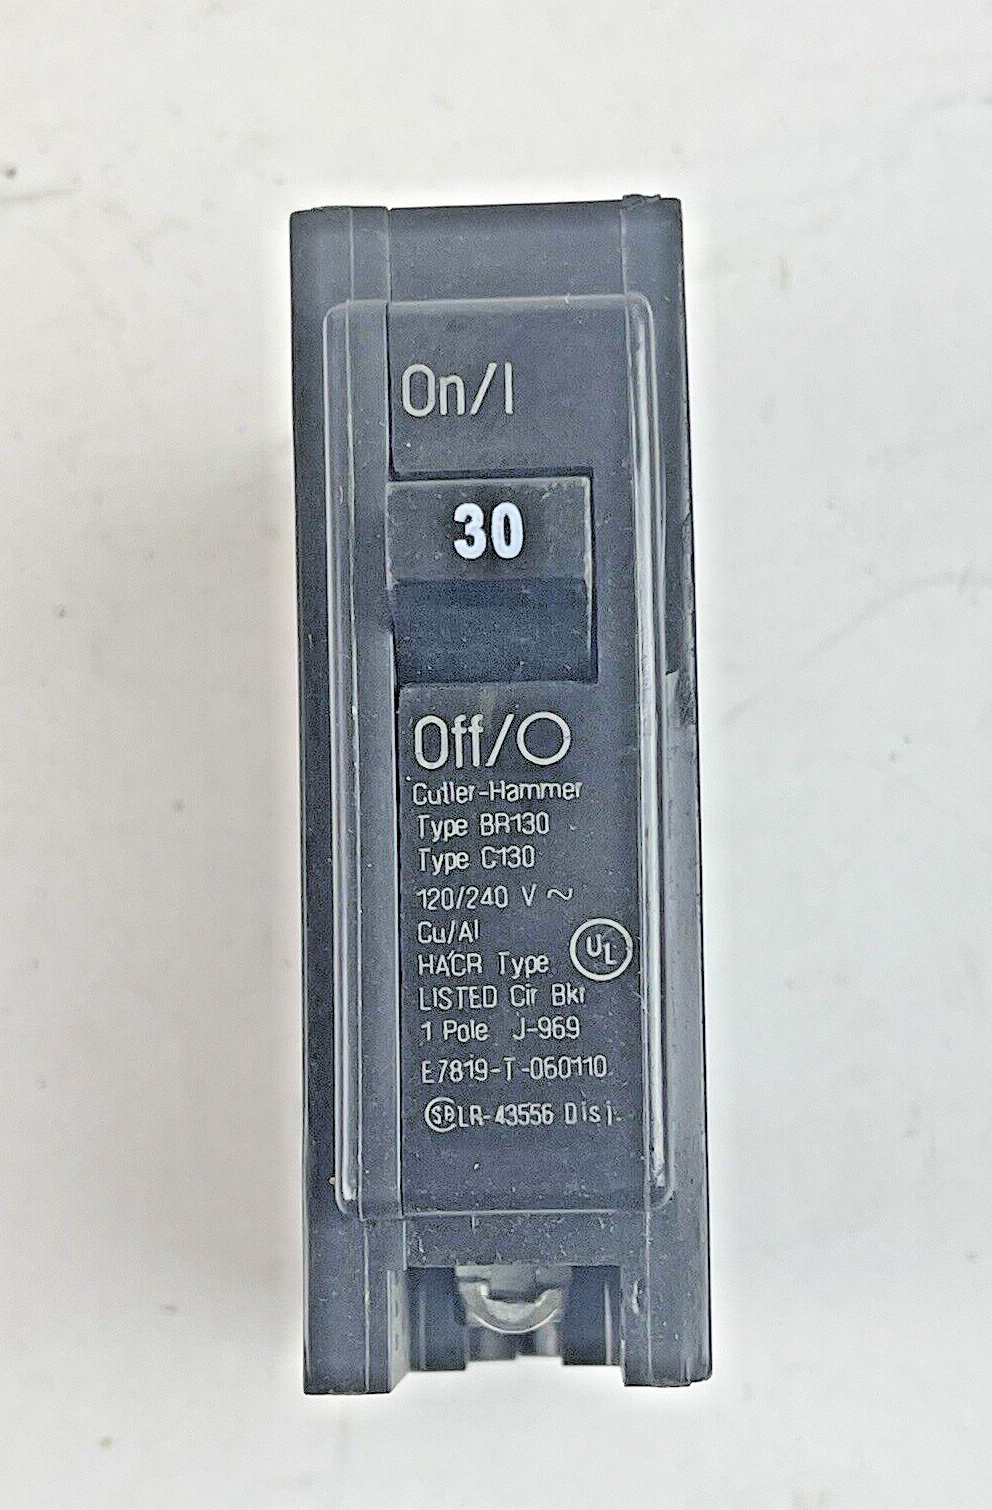 On/I
30
Off/O
Cutler-Hammer
Type BR130
Type C130
120/240 V ~
Cu/Al
HACR Type
UL
LISTED Cir Bkr
1 Pole J-969
E7819-T-060110
LR-43556 Disj.